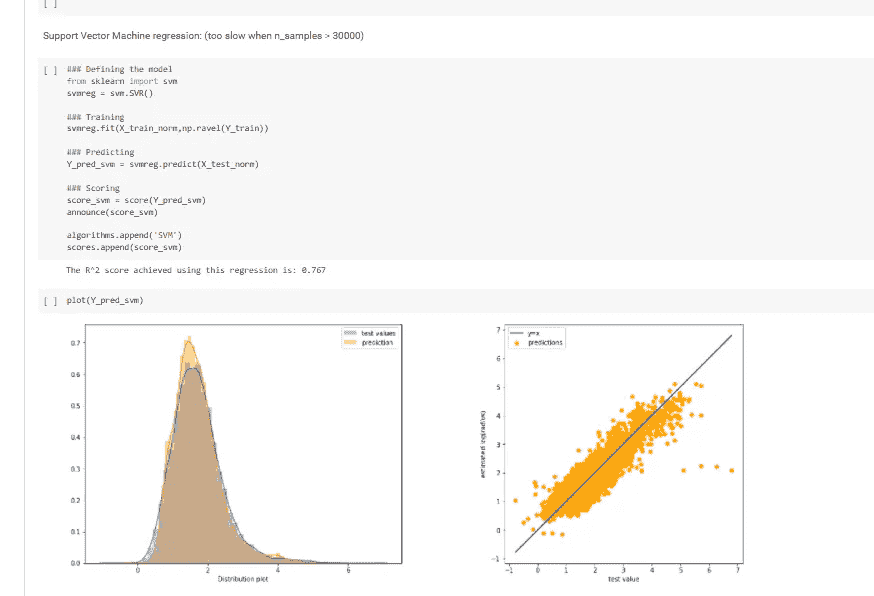 [ ]
Support Vector Machine regression: (too slow when n_samples > 30000)
[ ] ### Defining the model
from sklearn import svm
svmreg = svm.SVR()
### Training
svmreg.fit(X_train_norm,np.ravel(Y_train))
### Predicting
Y_pred_svm = svmreg.predict(X_test_norm)
### Scoring
score_svm = score(Y_pred_svm)
announce(score_svm)
algorithms.append('SVM')
scores.append(score_svm)
The R^2 score achieved using this regression is: 0.767
[ ] plot(Y_pred_svm)
test values
prediction
0.7
0.6
0.5
0.4
0.3
0.2
0.1
0.0
0 2 4 6
Distribution plot
y=x
predictions
7
6
5
4
3
2
1
0
−1
−1 0 1 2 3 4 5 6 7
test value